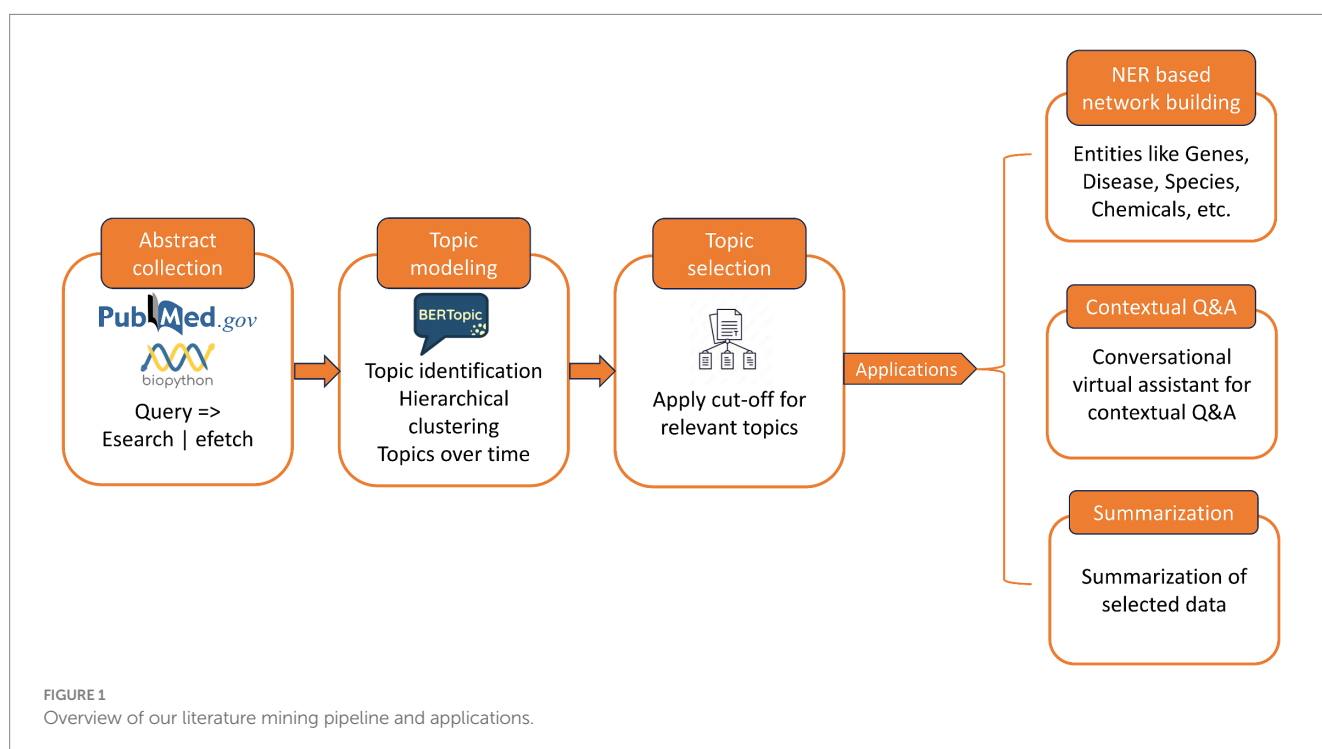 Abstract
collection
PubMed.gov
biopython
Query =>
Esearch | efetch
Topic
modeling
BERTopic
Topic identification
Hierarchical
clustering
Topics over time
Topic
selection
T
Apply cut-off for
relevant topics
Applications
NER based
network building
Entities like Genes,
Disease, Species,
Chemicals, etc.
Contextual Q&A
Conversational
virtual assistant for
contextual Q&A
Summarization
Summarization of
selected data
FIGURE 1
Overview of our literature mining pipeline and applications.